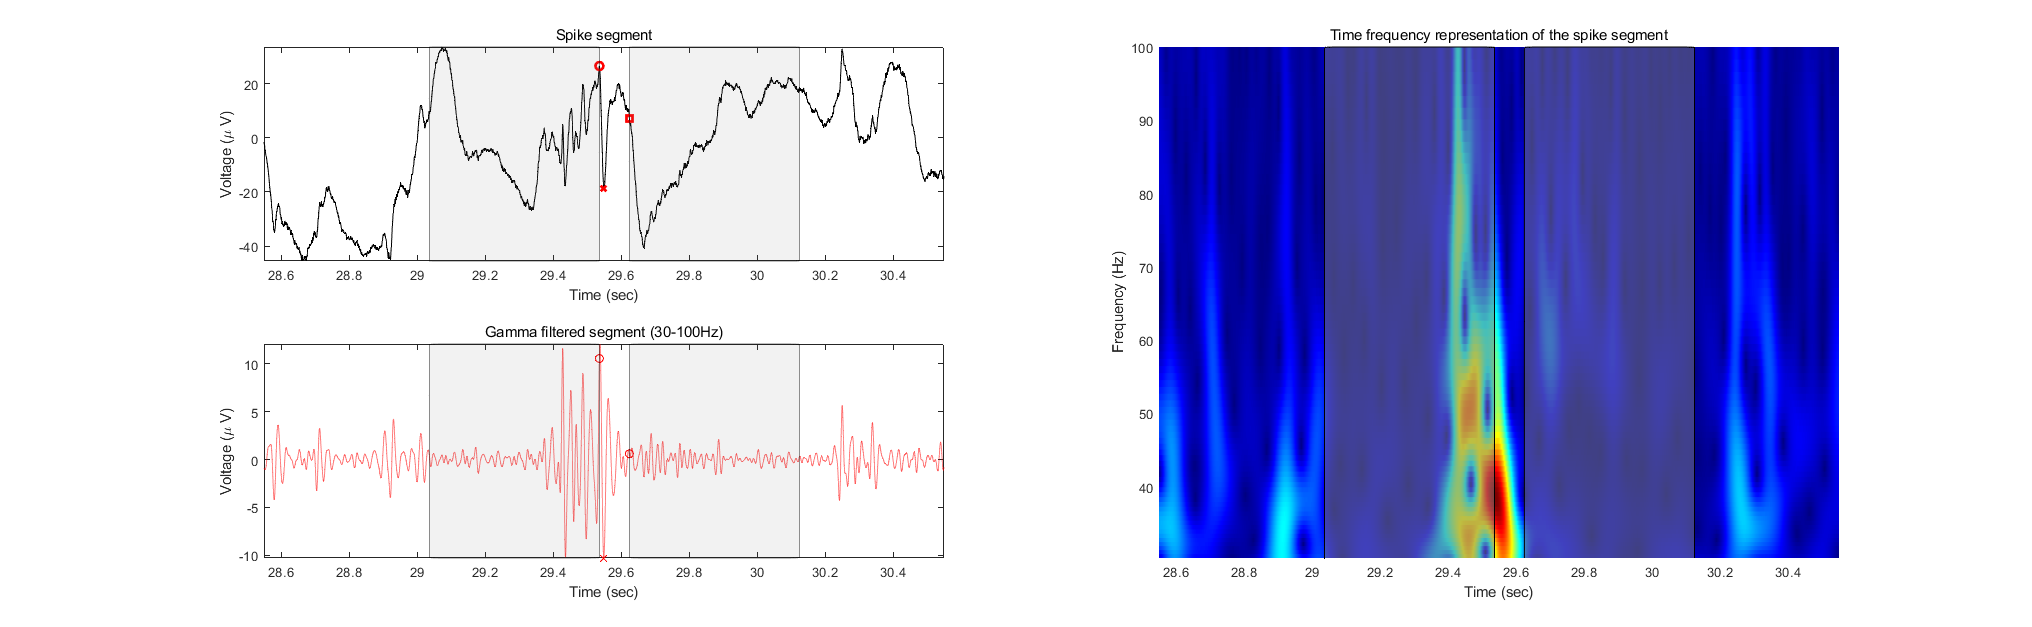 Spike segment
20
0
-20
-40
Voltage (μ V)
28.6 28.8 29 29.2 29.4 29.6 29.8 30 30.2 30.4
Time (sec)
Gamma filtered segment (30-100Hz)
10
5
0
-5
-10
Voltage (μ V)
28.6 28.8 29 29.2 29.4 29.6 29.8 30 30.2 30.4
Time (sec)
Time frequency representation of the spike segment
100
90
80
70
60
50
40
Frequency (Hz)
28.6 28.8 29 29.2 29.4 29.6 29.8 30 30.2 30.4
Time (sec)